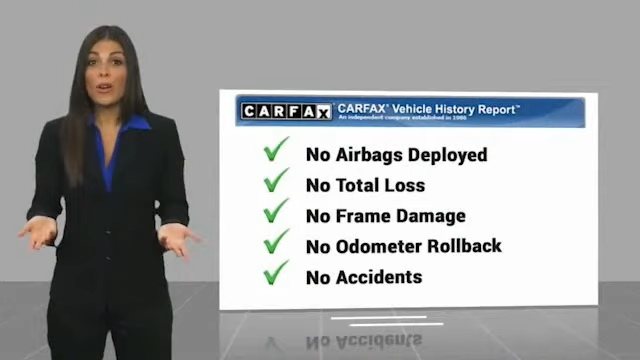 CARFAX CARFAX® Vehicle History Report™
An independent company established in 1986
No Airbags Deployed
No Total Loss
No Frame Damage
No Odometer Rollback
No Accidents